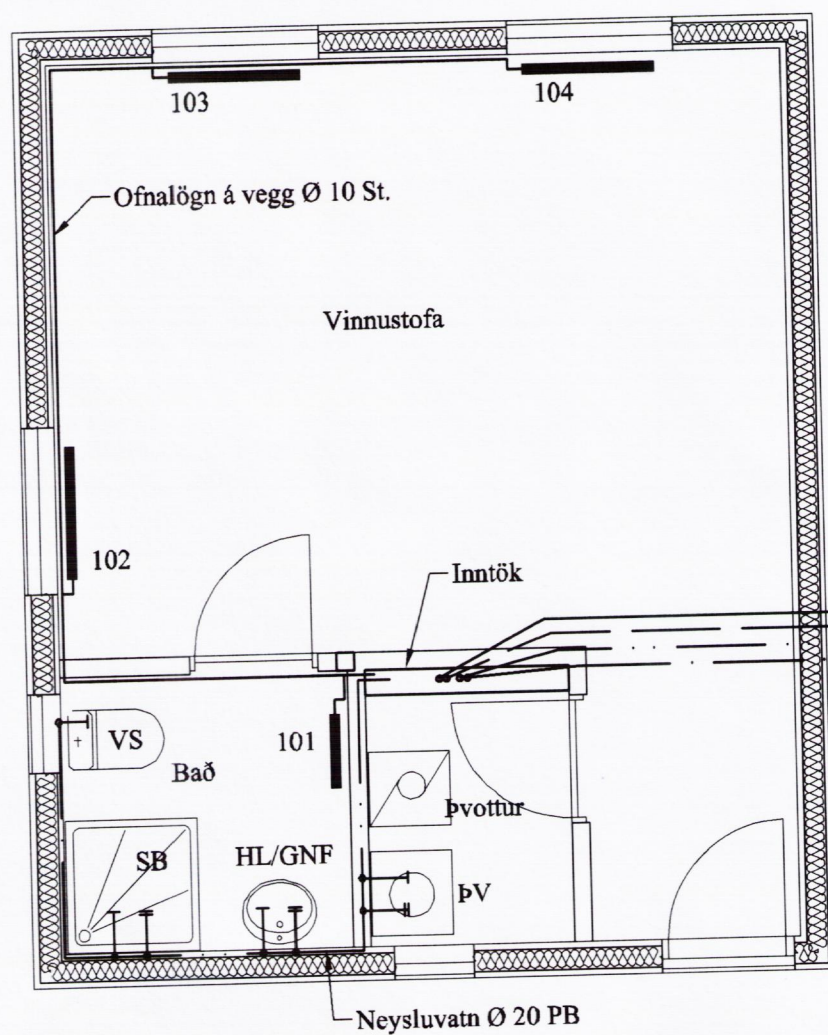 103
104
Ofnalögn á vegg Ø 10 St.
Vinnustofa
102
Inntök
VS
101
Bað
Þvottur
SB
HL/GNF
ÞV
Neysluvatn Ø 20 PB